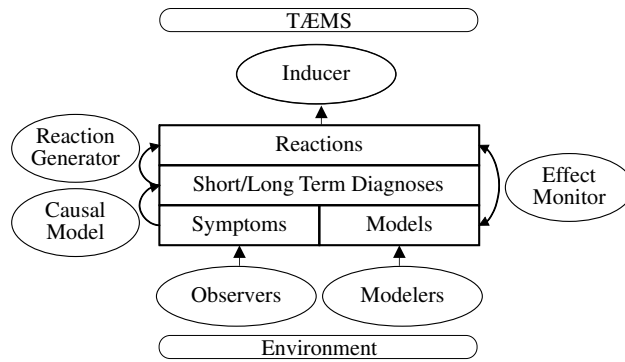 TÆMS
Inducer
Reaction
Generator
Reactions
Short/Long Term Diagnoses
Effect
Monitor
Causal
Model
Symptoms
Models
Observers
Modelers
Environment